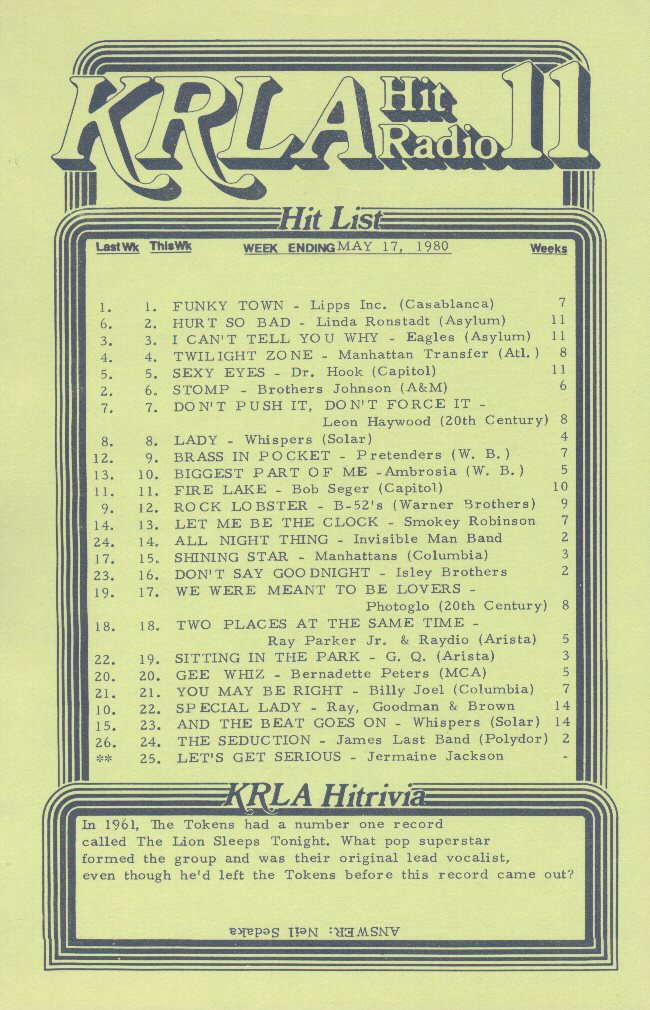 KRLA Hit Radio 11
Hit List
Last Wk This Wk WEEK ENDING MAY 17, 1980 Weeks
1. 1. FUNKY TOWN - Lipps Inc. (Casablanca) 7
6. 2. HURT SO BAD - Linda Ronstadt (Asylum) 11
3. 3. I CAN'T TELL YOU WHY - Eagles (Asylum) 11
4. 4. TWILIGHT ZONE - Manhattan Transfer (Atl.) 8
5. 5. SEXY EYES - Dr. Hook (Capitol) 11
2. 6. STOMP - Brothers Johnson (A&M) 6
7. 7. DON'T PUSH IT, DON'T FORCE IT -
Leon Haywood (20th Century) 8
8. 8. LADY - Whispers (Solar) 4
12. 9. BRASS IN POCKET - Pretenders (W. B.) 7
13. 10. BIGGEST PART OF ME -Ambrosia (W. B.) 5
11. 11. FIRE LAKE - Bob Seger (Capitol) 10
9. 12. ROCK LOBSTER - B-52's (Warner Brothers) 9
14. 13. LET ME BE THE CLOCK - Smokey Robinson 7
24. 14. ALL NIGHT THING - Invisible Man Band 2
17. 15. SHINING STAR - Manhattans (Columbia) 3
23. 16. DON'T SAY GOODNIGHT - Isley Brothers 2
19. 17. WE WERE MEANT TO BE LOVERS -
Photoglo (20th Century) 8
18. 18. TWO PLACES AT THE SAME TIME -
Ray Parker Jr. & Raydio (Arista) 5
22. 19. SITTING IN THE PARK - G. Q. (Arista) 3
20. 20. GEE WHIZ - Bernadette Peters (MCA) 5
21. 21. YOU MAY BE RIGHT - Billy Joel (Columbia) 7
10. 22. SPECIAL LADY - Ray, Goodman & Brown 14
15. 23. AND THE BEAT GOES ON - Whispers (Solar) 14
26. 24. THE SEDUCTION - James Last Band (Polydor) 2
** 25. LET'S GET SERIOUS - Jermaine Jackson -
KRLA Hitrivia
In 1961, The Tokens had a number one record
called The Lion Sleeps Tonight. What pop superstar
formed the group and was their original lead vocalist,
even though he'd left the Tokens before this record came out?
ANSWER: Neil Sedaka